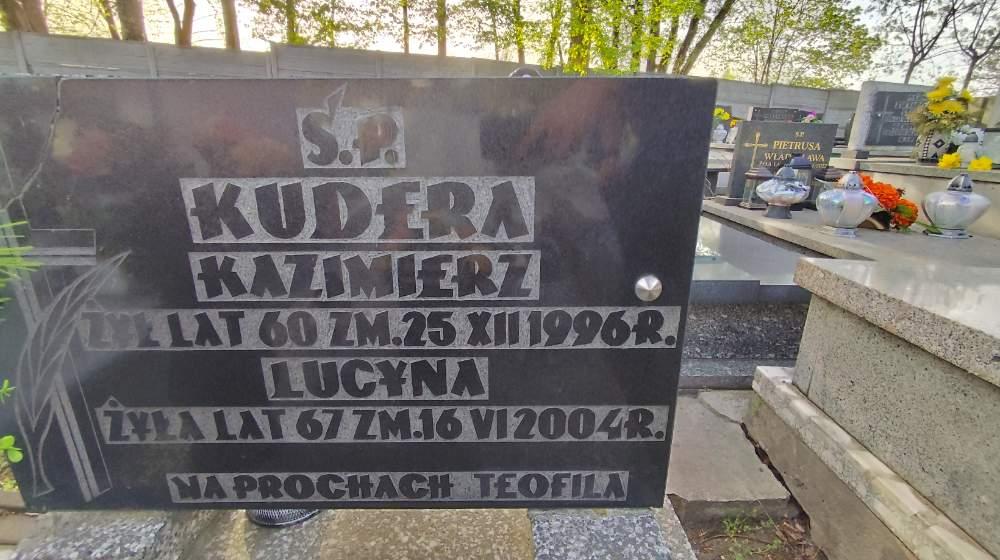 Ś.P.
KUDERA
KAZIMIERZ
ŻYŁ LAT 60 ZM.25 XII 1996R.
LUCYNA
ŻYŁA LAT 67 ZM.16 VI 2004R.
NA PROCHACH TEOFILA
S.P.
PIETRUSA
WŁADYSŁAWA